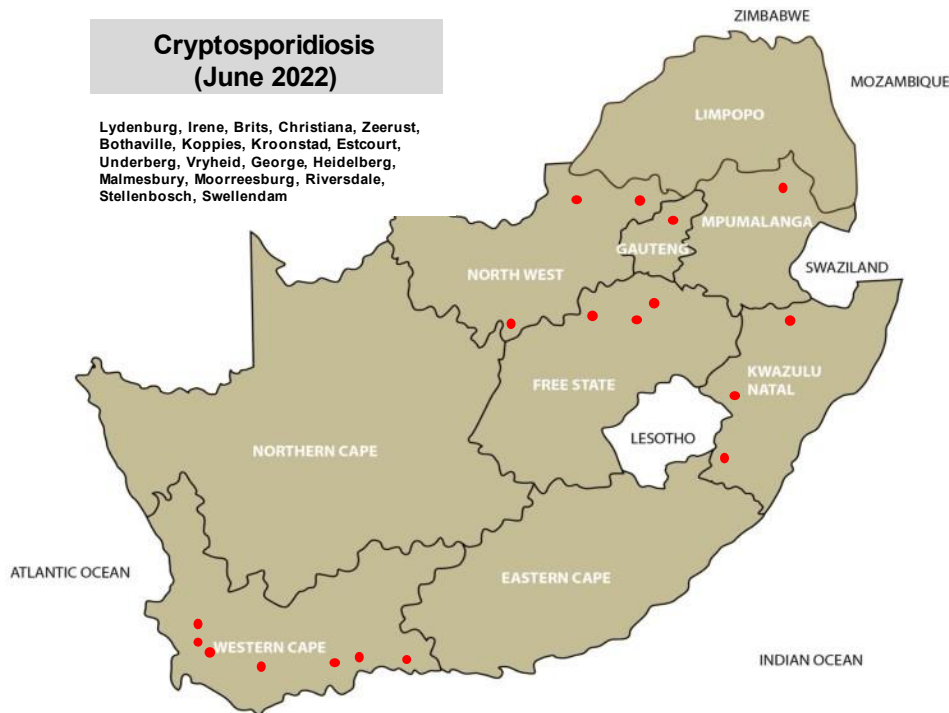 Cryptosporidiosis
(June 2022)
Lydenburg, Irene, Brits, Christiana, Zeerust,
Bothaville, Koppies, Kroonstad, Estcourt,
Underberg, Vryheid, George, Heidelberg,
Malmesbury, Moorreesburg, Riversdale,
Stellenbosch, Swellendam
ZIMBABWE
MOZAMBIQUE
LIMPOPO
MPUMALANGA
GAUTENG
NORTH WEST
SWAZILAND
KWAZULU
NATAL
FREE STATE
LESOTHO
NORTHERN CAPE
ATLANTIC OCEAN
EASTERN CAPE
WESTERN CAPE
INDIAN OCEAN